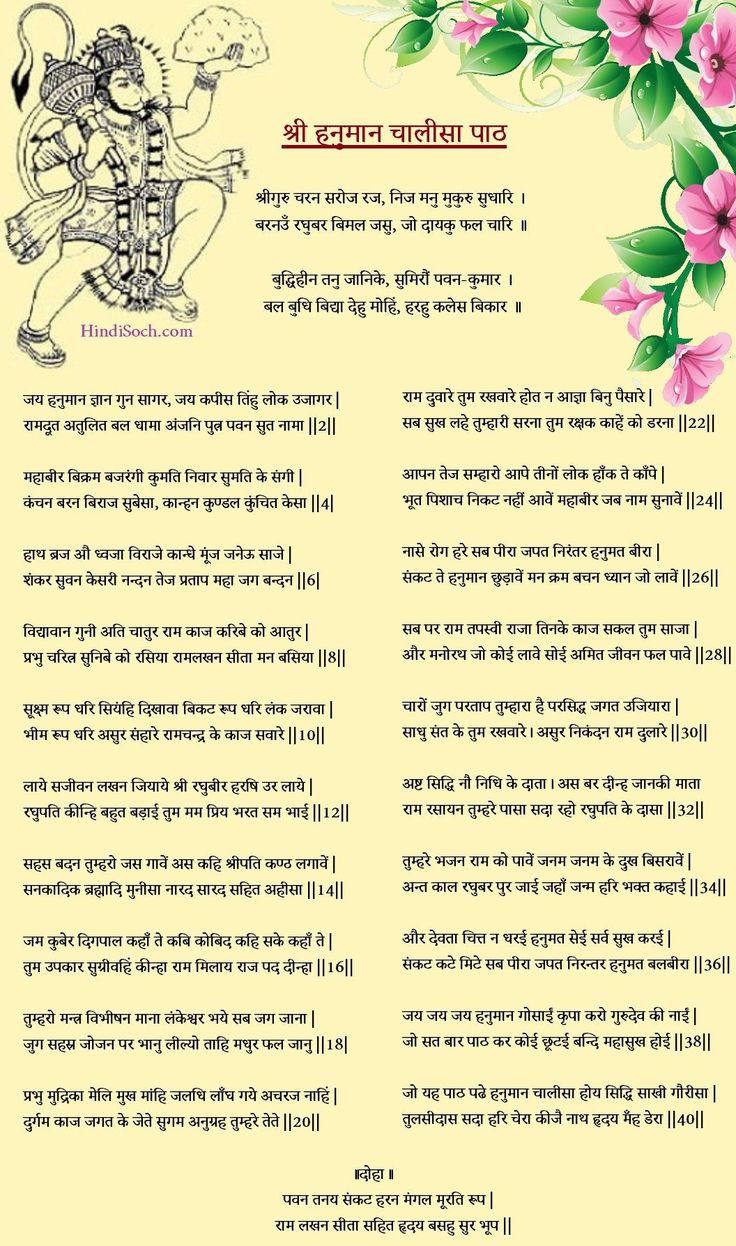 श्री हनुमान चालीसा पाठ
श्रीगुरु चरन सरोज रज, निज मनु मुकुरु सुधारि ।
बरनउँ रघुबर बिमल जसु, जो दायकु फल चारि ॥
बुद्धिहीन तनु जानिके, सुमिरौं पवन-कुमार ।
बल बुधि बिद्या देहु मोहिं, हरहु कलेस बिकार ॥
HindiSoch.com
जय हनुमान ज्ञान गुन सागर, जय कपीस तिंहु लोक उजागर |
रामदूत अतुलित बल धामा अंजनि पुत्र पवन सुत नामा ||2||
महाबीर बिक्रम बजरंगी कुमति निवार सुमति के संगी |
कंचन बरन बिराज सुबेसा, कान्हन कुण्डल कुंचित केसा ||4|
हाथ ब्रज औ ध्वजा विराजे कान्धे मूंज जनेऊ साजे |
शंकर सुवन केसरी नन्दन तेज प्रताप महा जग बन्दन ||6|
विद्यावान गुनी अति चातुर राम काज करिबे को आतुर |
प्रभु चरित्र सुनिबे को रसिया रामलखन सीता मन बसिया ||8||
सूक्ष्म रूप धरि सियंहि दिखावा बिकट रूप धरि लंक जरावा |
भीम रूप धरि असुर संहारे रामचन्द्र के काज सवारे ||10||
लाये सजीवन लखन जियाये श्री रघुबीर हरषि उर लाये |
रघुपति कीन्हि बहुत बड़ाई तुम मम प्रिय भरत सम भाई ||12||
सहस बदन तुम्हरो जस गावें अस कहि श्रीपति कण्ठ लगावें |
सनकादिक ब्रह्मादि मुनीसा नारद सारद सहित अहीसा ||14||
जम कुबेर दिगपाल कहाँ ते कबि कोबिद कहि सके कहाँ ते |
तुम उपकार सुग्रीवहिं कीन्हा राम मिलाय राज पद दीन्हा ||16||
तुम्हरो मन्त्र विभीषन माना लंकेश्वर भये सब जग जाना |
जुग सहस्र जोजन पर भानु लील्यो ताहि मधुर फल जानु ||18|
प्रभु मुद्रिका मेलि मुख मांहि जलधि लाँघ गये अचरज नाहिं |
दुर्गम काज जगत के जेते सुगम अनुग्रह तुम्हरे तेते ||20||
राम दुवारे तुम रखवारे होत न आज्ञा बिनु पैसारे |
सब सुख लहे तुम्हारी सरना तुम रक्षक काहें को डरना ||22||
आपन तेज सम्हारो आपे तीनों लोक हाँक ते काँपे |
भूत पिशाच निकट नहीं आवें महाबीर जब नाम सुनावें ||24||
नासे रोग हरे सब पीरा जपत निरंतर हनुमत बीरा |
संकट ते हनुमान छुड़ावें मन क्रम बचन ध्यान जो लावें ||26||
सब पर राम तपस्वी राजा तिनके काज सकल तुम साजा |
और मनोरथ जो कोई लावे सोई अमित जीवन फल पावे ||28||
चारों जुग परताप तुम्हारा है परसिद्ध जगत उजियारा |
साधु संत के तुम रखवारे। असुर निकंदन राम दुलारे ||30||
अष्ट सिद्धि नौ निधि के दाता। अस बर दीन्ह जानकी माता
राम रसायन तुम्हरे पासा सदा रहो रघुपति के दासा ||32||
तुम्हरे भजन राम को पावें जनम जनम के दुख बिसरावें |
अन्त काल रघुबर पुर जाई जहाँ जन्म हरि भक्त कहाई ||34||
और देवता चित्त न धरई हनुमत सेई सर्व सुख करई |
संकट कटे मिटे सब पीरा जपत निरन्तर हनुमत बलबीरा ||36||
जय जय जय हनुमान गोसाईं कृपा करो गुरुदेव की नाईं |
जो सत बार पाठ कर कोई छूटई बन्दि महासुख होई ||38||
जो यह पाठ पढे हनुमान चालीसा होय सिद्धि साखी गौरीसा |
तुलसीदास सदा हरि चेरा कीजै नाथ हृदय मँह डेरा ||40||
॥दोहा॥
पवन तनय संकट हरन मंगल मूरति रूप |
राम लखन सीता सहित हृदय बसहु सुर भूप ||